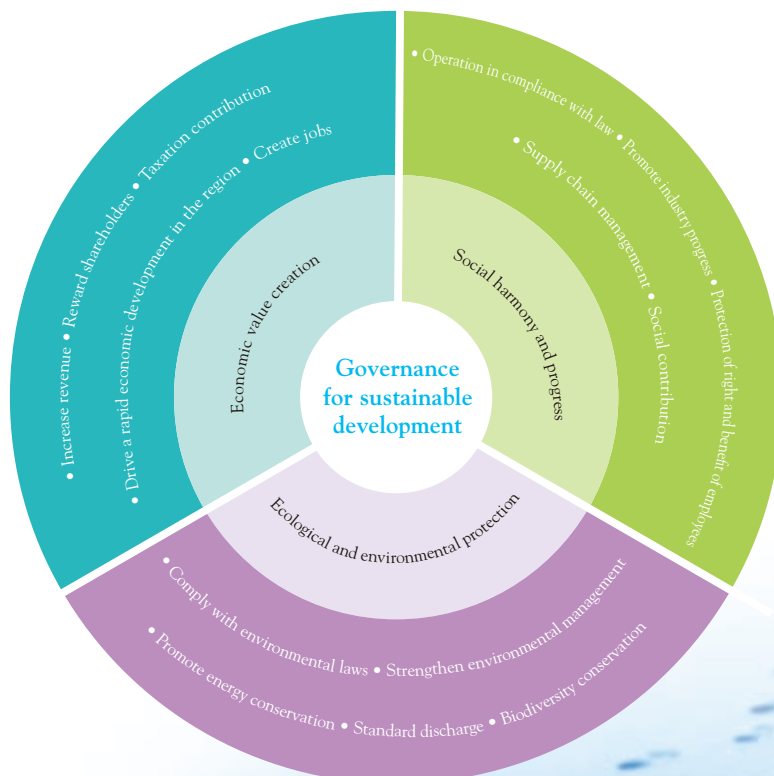 Governance
for sustainable
development
Economic value creation
• Increase revenue • Reward shareholders • Taxation contribution
• Drive a rapid economic development in the region • Create jobs
Social harmony and progress
• Operation in compliance with law • Promote industry progress • Protection of right and benefit of employees
• Supply chain management • Social contribution
Ecological and environmental protection
• Comply with environmental laws • Strengthen environmental management
• Promote energy conservation • Standard discharge • Biodiversity conservation